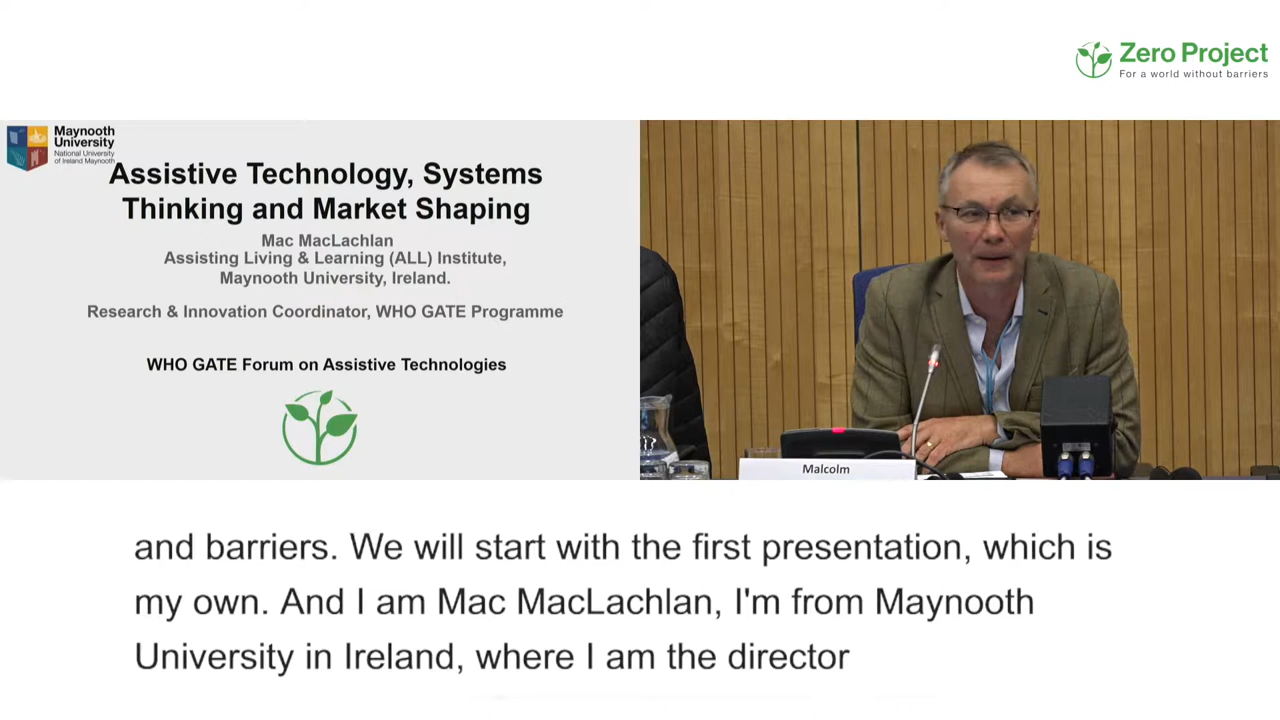 Zero Project
For a world without barriers
Maynooth
University
National University
of Ireland Maynooth
Assistive Technology, Systems
Thinking and Market Shaping
Mac MacLachlan
Assisting Living & Learning (ALL) Institute,
Maynooth University, Ireland.
Research & Innovation Coordinator, WHO GATE Programme
WHO GATE Forum on Assistive Technologies
Malcolm
and barriers. We will start with the first presentation, which is
my own. And I am Mac MacLachlan, I'm from Maynooth
University in Ireland, where I am the director